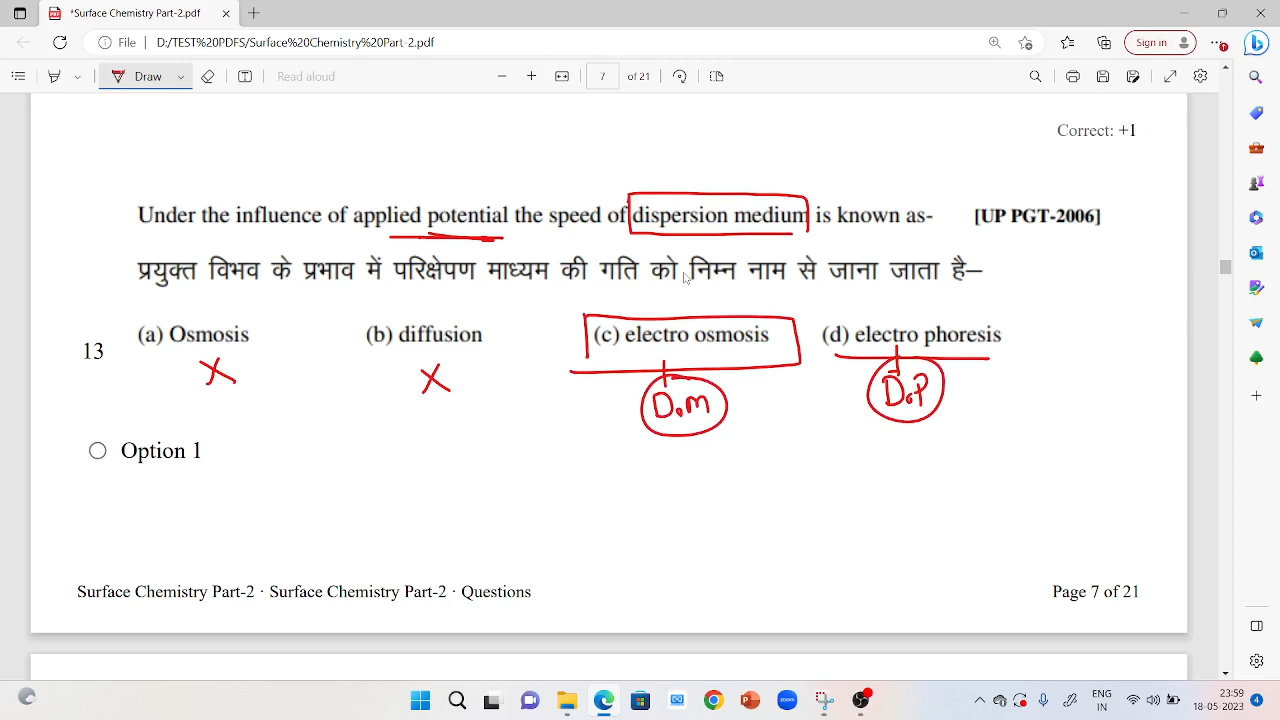 *Surface Chemistry Part-2.pdf
File D:/TEST%20PDFS/Surface%20Chemistry%20Part-2.pdf
Sign in
Draw
Read aloud
7 of 21
Correct: +1
Under the influence of applied potential the speed of dispersion medium is known as- [UP PGT-2006]
प्रयुक्त विभव के प्रभाव में परिक्षेपण माध्यम की गति को निम्न नाम से जाना जाता है–
13 (a) Osmosis (b) diffusion (c) electro osmosis (d) electro phoresis
D.m D.P
Option 1
Surface Chemistry Part-2 · Surface Chemistry Part-2 · Questions Page 7 of 21
ENG 23:59
IN 18-05-2023 4